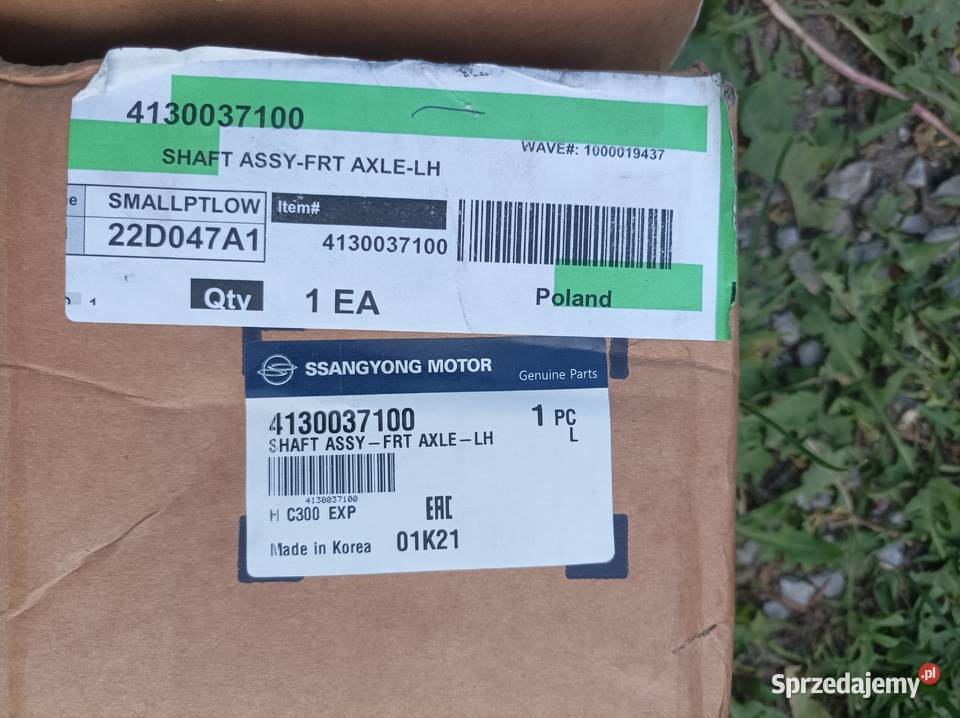 4130037100
WAVE#: 1000019437
SHAFT ASSY-FRT AXLE-LH
e SMALLPTLOW
Item#
22D047A1
4130037100
Qty 1 EA
Poland
1
SSANGYONG MOTOR
Genuine Parts
4130037100 1 PC
SHAFT ASSY-FRT AXLE-LH L
4130037100
H C300 EXP
EAC
Made in Korea 01K21
Sprzedajemy.pl